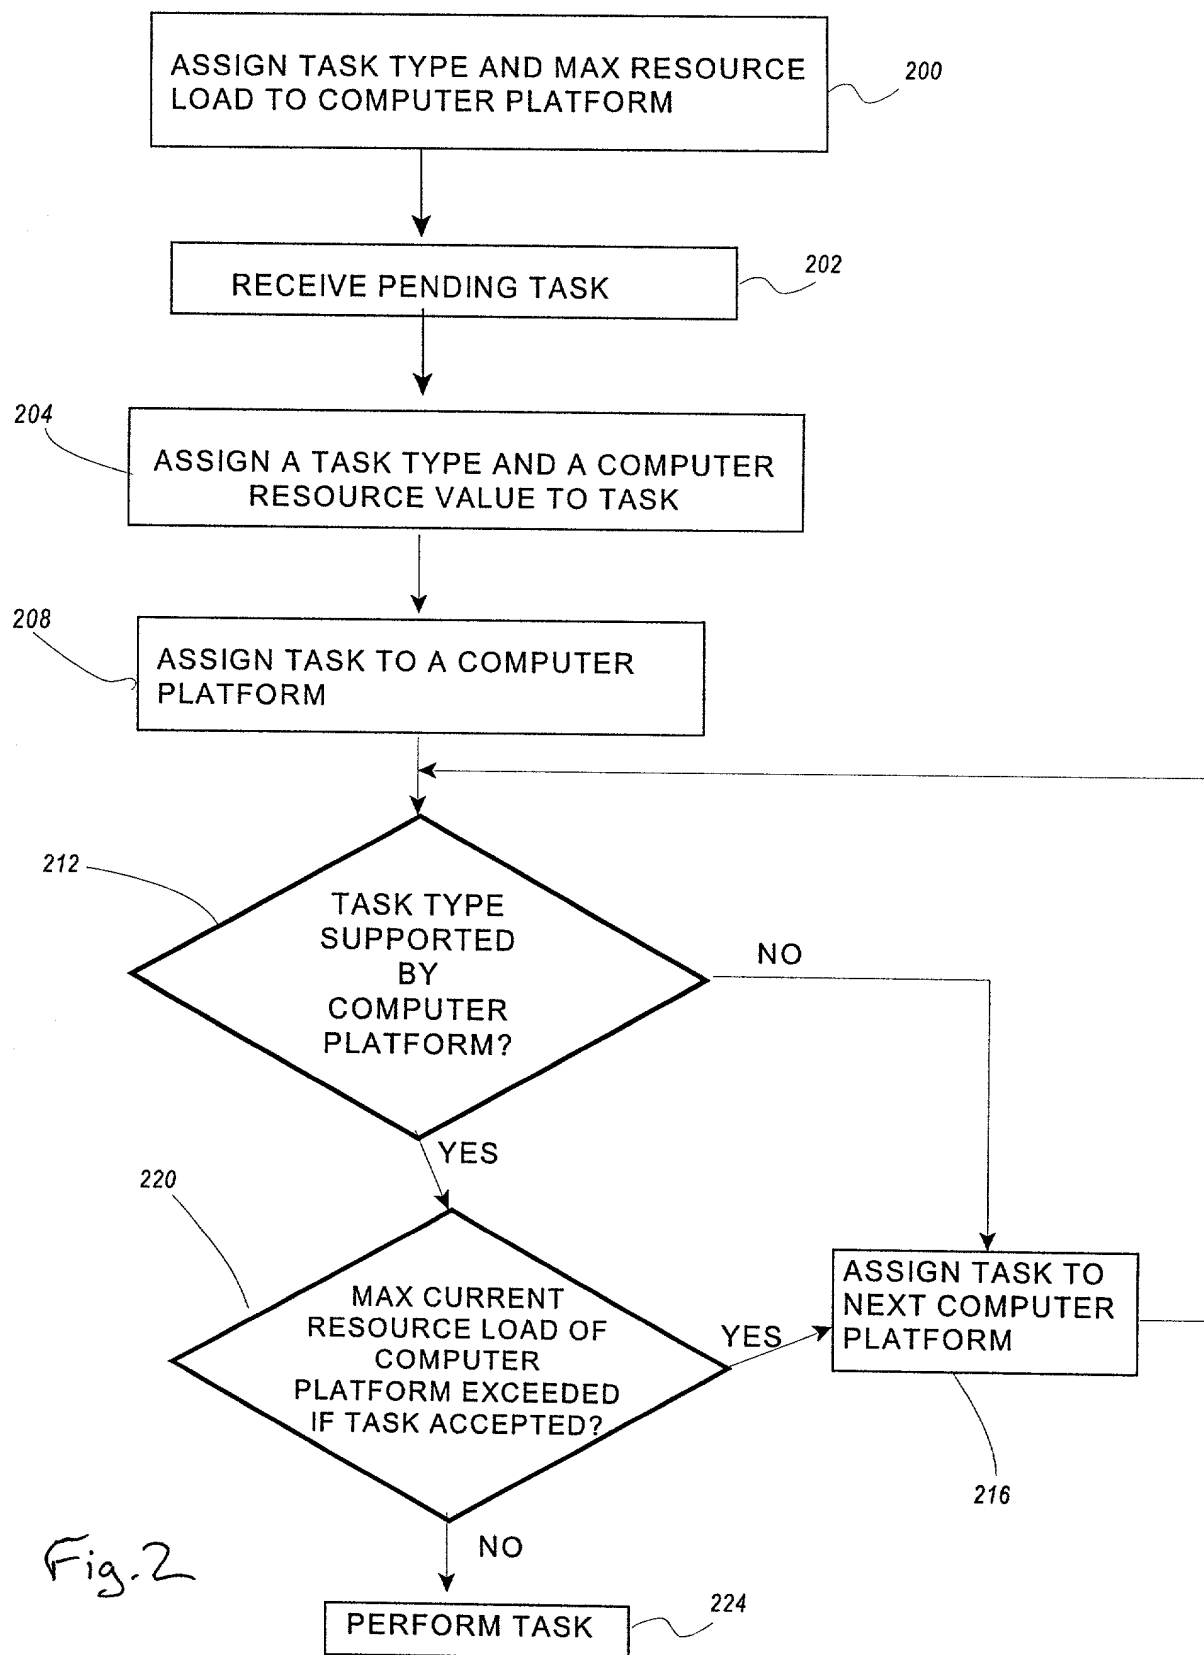 ASSIGN TASK TYPE AND MAX RESOURCE
LOAD TO COMPUTER PLATFORM
200
RECEIVE PENDING TASK
202
204
ASSIGN A TASK TYPE AND A COMPUTER
RESOURCE VALUE TO TASK
208
ASSIGN TASK TO A COMPUTER
PLATFORM
212
TASK TYPE
SUPPORTED
BY
COMPUTER
PLATFORM?
NO
YES
220
MAX CURRENT
RESOURCE LOAD OF
COMPUTER
PLATFORM EXCEEDED
IF TASK ACCEPTED?
YES
ASSIGN TASK TO
NEXT COMPUTER
PLATFORM
216
NO
Fig. 2
PERFORM TASK
224